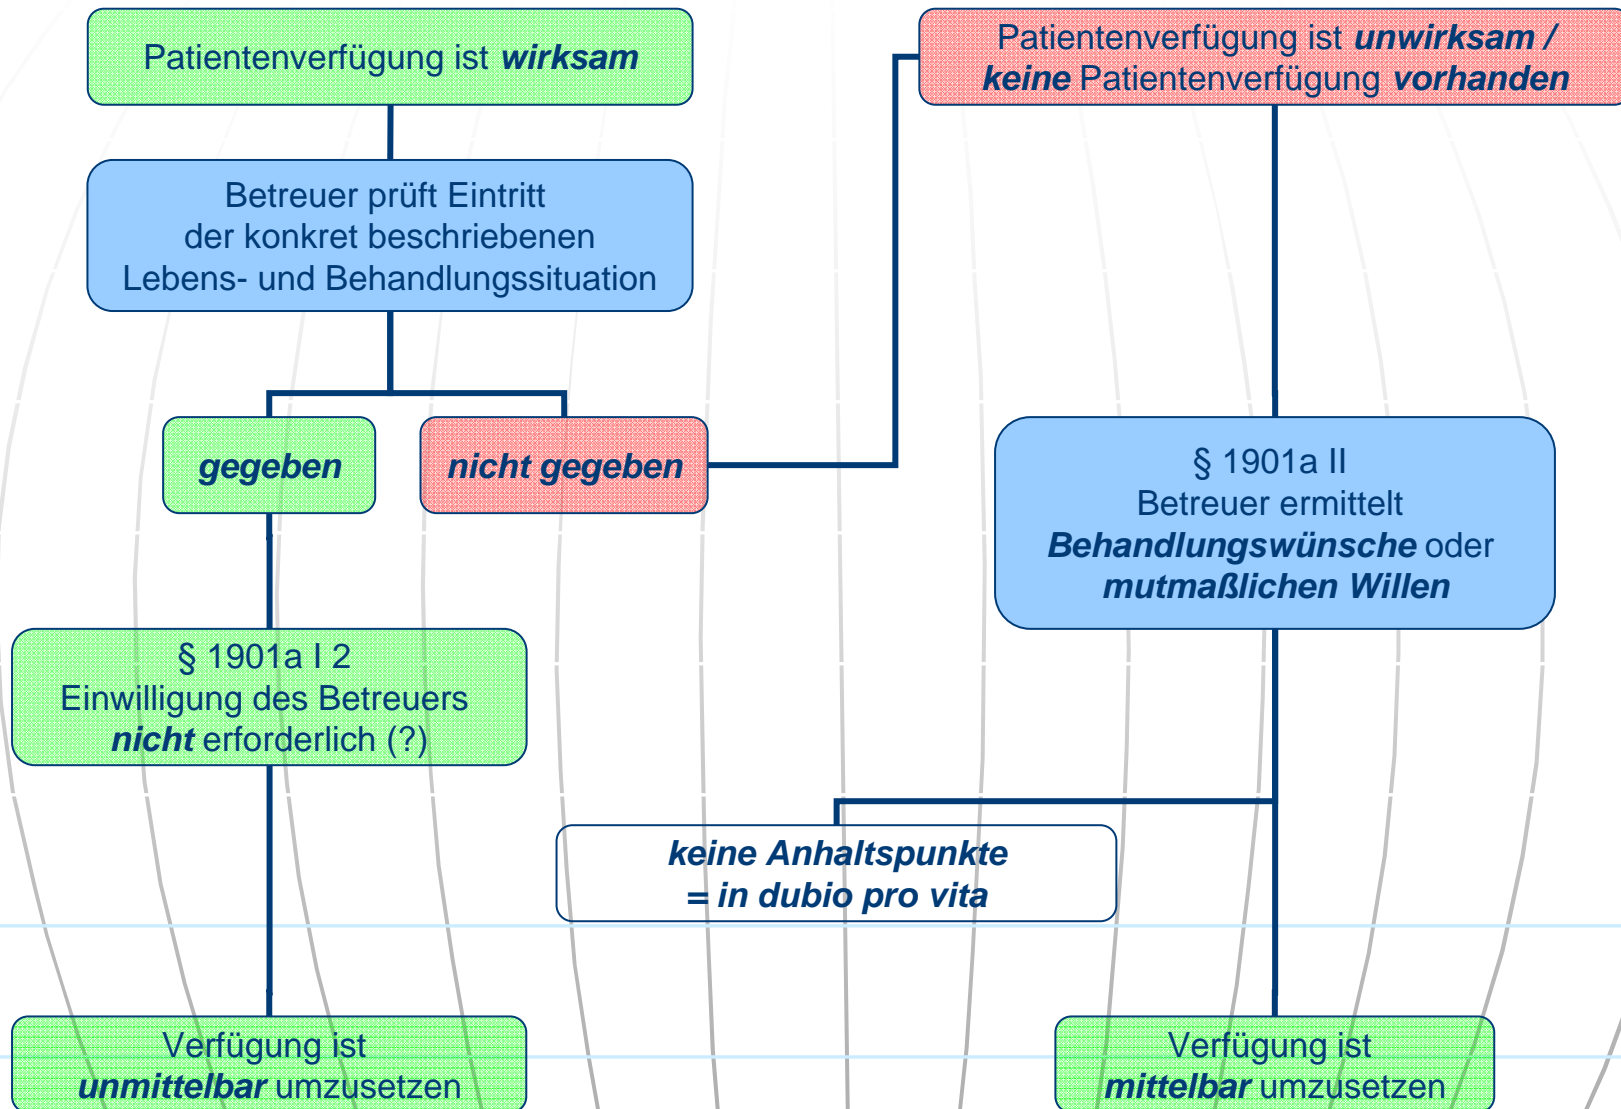 Patientenverfügung ist wirksam
Patientenverfügung ist unwirksam /
keine Patientenverfügung vorhanden
Betreuer prüft Eintritt
der konkret beschriebenen
Lebens- und Behandlungssituation
gegeben
nicht gegeben
§ 1901a II
Betreuer ermittelt
Behandlungswünsche oder
mutmaßlichen Willen
§ 1901a I 2
Einwilligung des Betreuers
nicht erforderlich (?)
keine Anhaltspunkte
= in dubio pro vita
Verfügung ist
unmittelbar umzusetzen
Verfügung ist
mittelbar umzusetzen